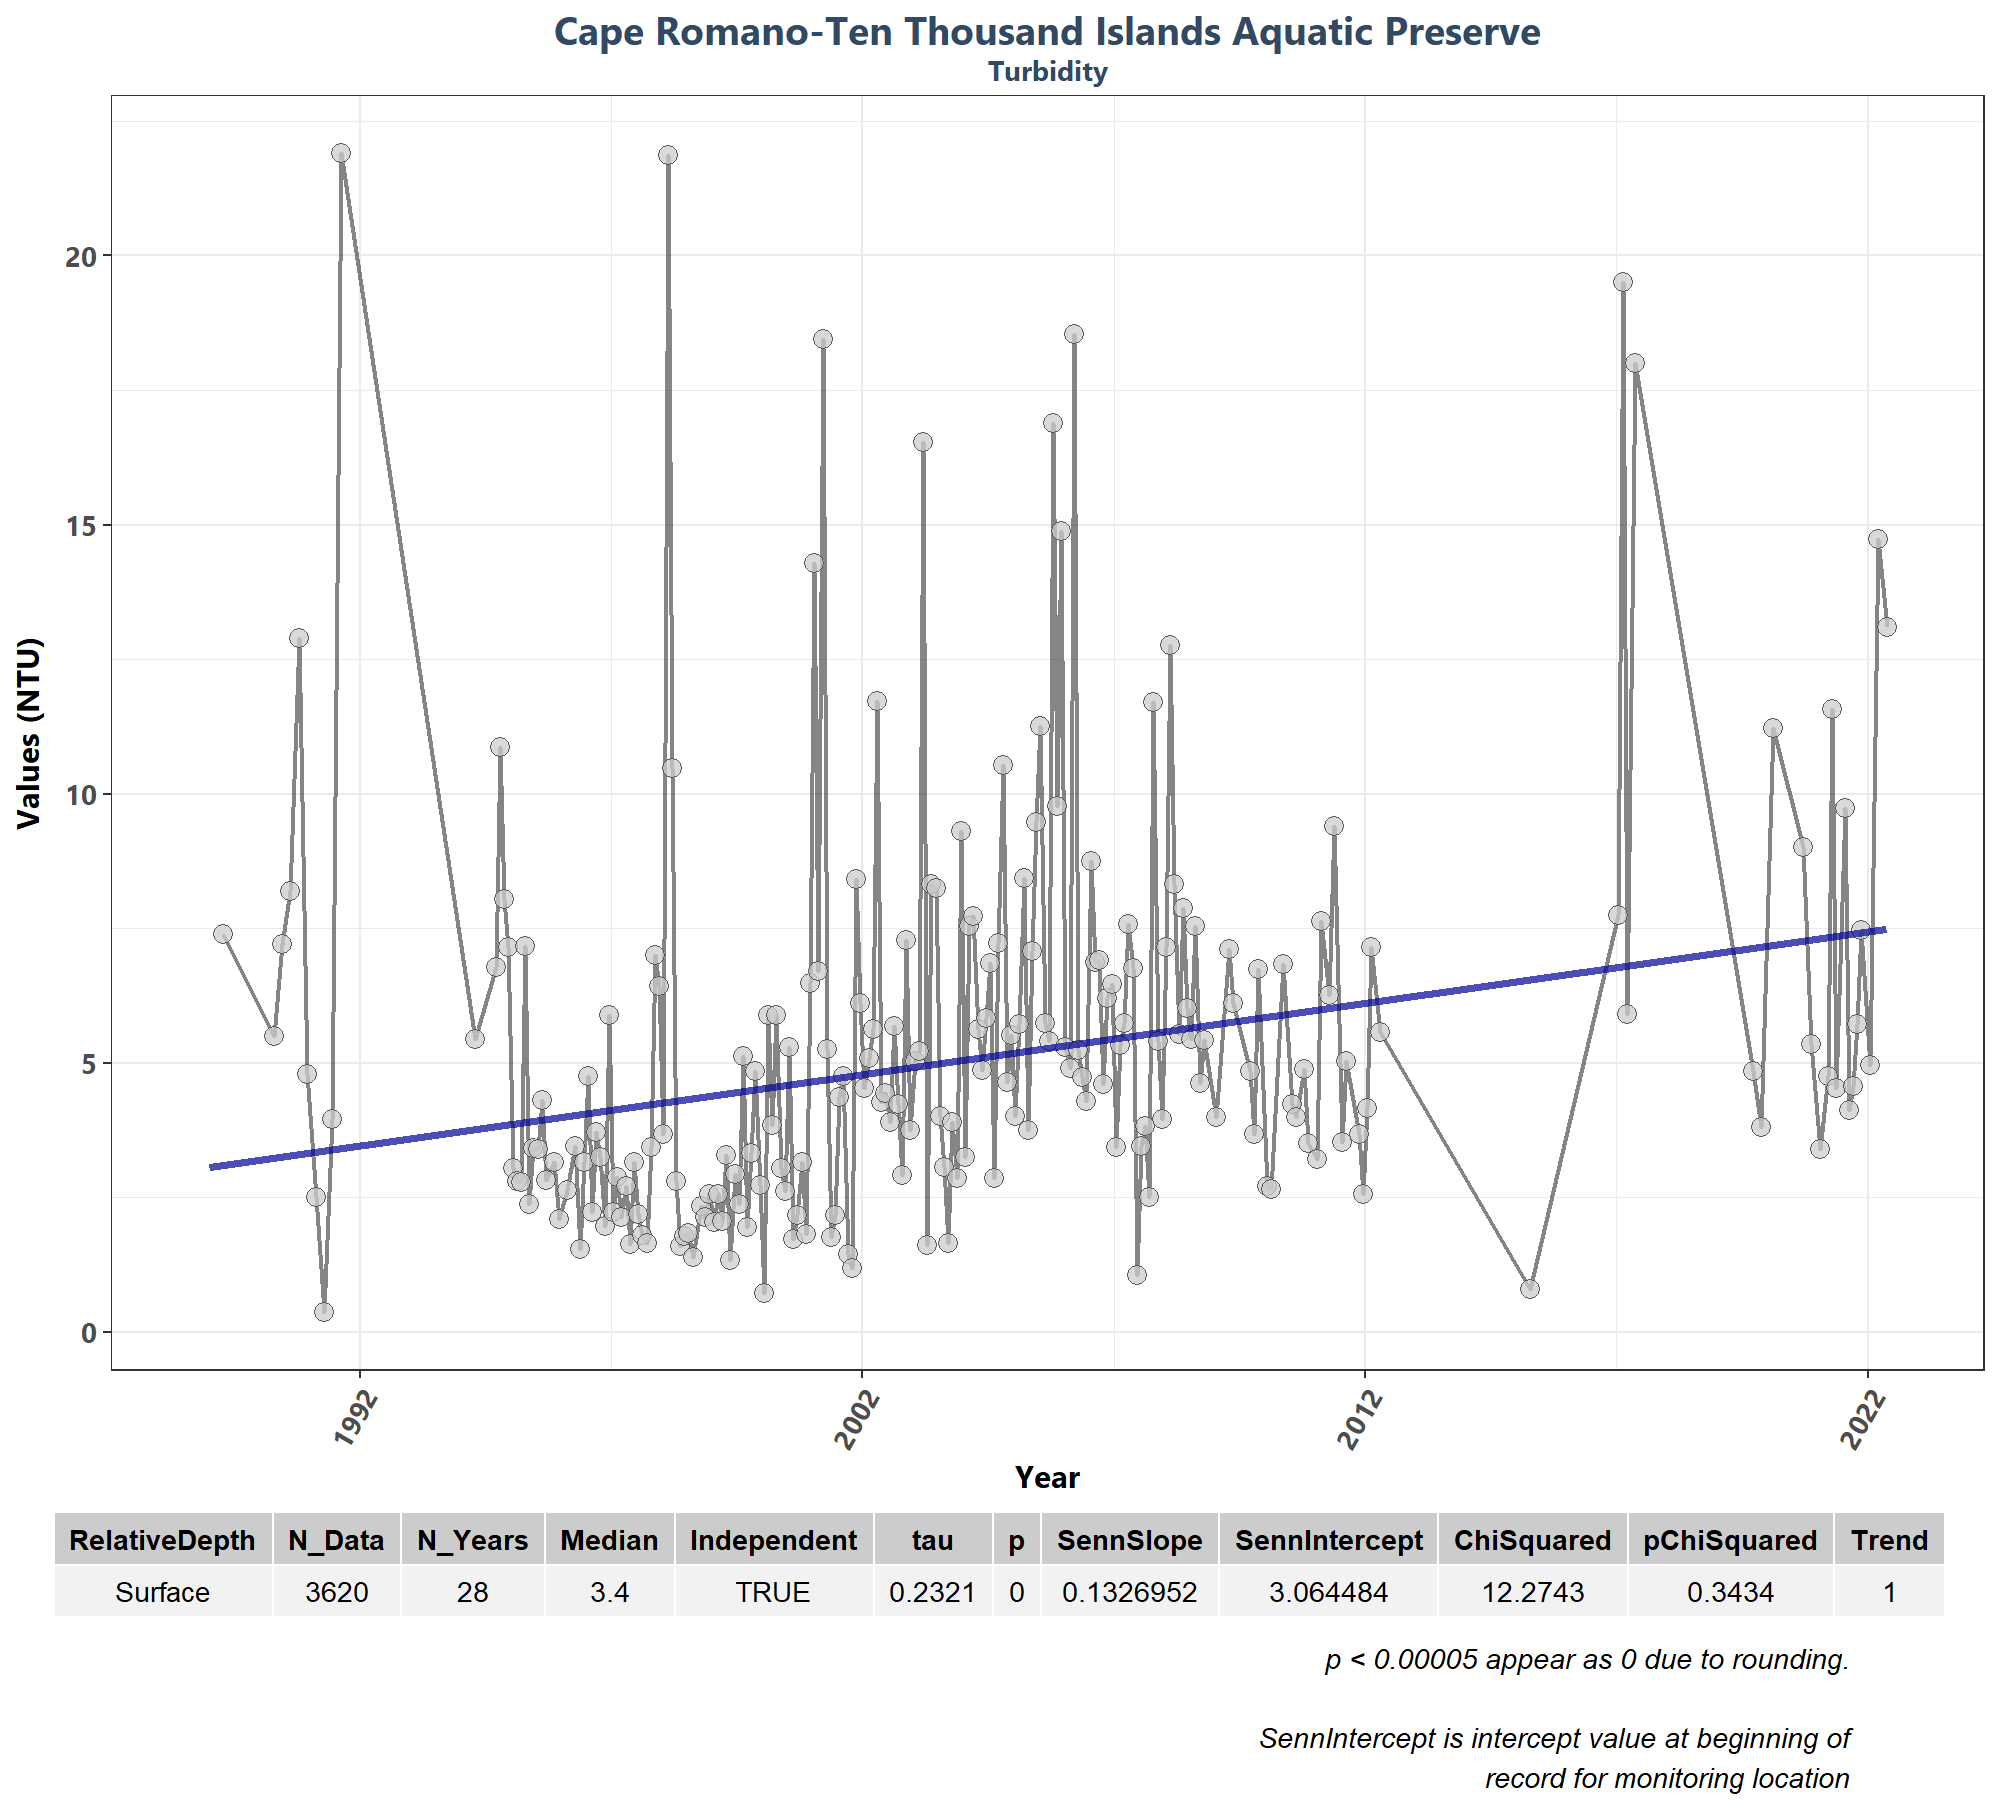 Cape Romano-Ten Thousand Islands Aquatic Preserve
Turbidity
Values (NTU)
20
15
10
5
0
1992
2002
2012
2022
Year
RelativeDepth N_Data N_Years Median Independent tau p SennSlope SennIntercept ChiSquared pChiSquared Trend
Surface 3620 28 3.4 TRUE 0.2321 0 0.1326952 3.064484 12.2743 0.3434 1
p < 0.00005 appear as 0 due to rounding.
SennIntercept is intercept value at beginning of
record for monitoring location